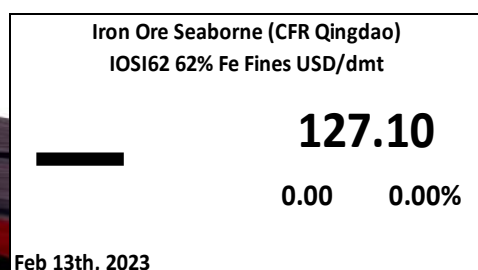 Iron Ore Seaborne (CFR Qingdao)
IOSI62 62% Fe Fines USD/dmt
127.10
0.00 0.00%
Feb 13th, 2023